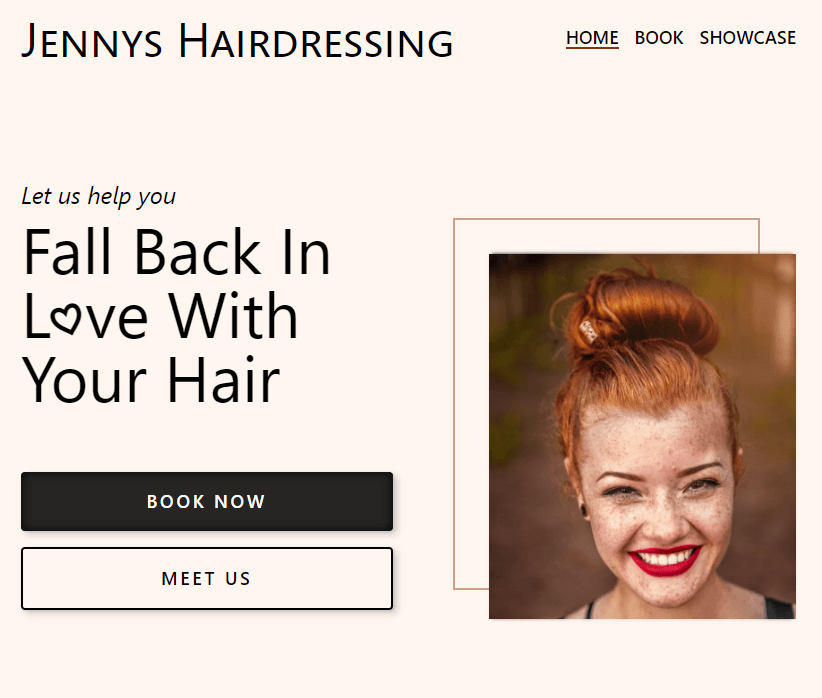 Jennys Hairdressing
HOME BOOK SHOWCASE
Let us help you
Fall Back In
Love With
Your Hair
BOOK NOW
MEET US